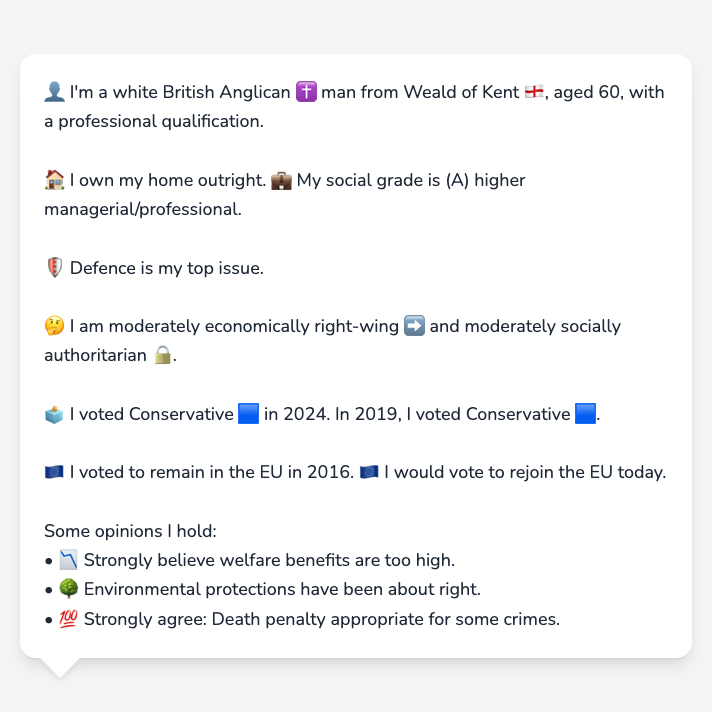 👤 I'm a white British Anglican ✝️ man from Weald of Kent 🏴󠁧󠁢󠁥󠁮󠁧󠁿, aged 60, with
a professional qualification.
🏠 I own my home outright. 💼 My social grade is (A) higher
managerial/professional.
🛡️ Defence is my top issue.
🤔 I am moderately economically right-wing ➡️ and moderately socially
authoritarian 🔒.
🗳️ I voted Conservative 🟦 in 2024. In 2019, I voted Conservative 🟦.
🇪🇺 I voted to remain in the EU in 2016. 🇪🇺 I would vote to rejoin the EU today.
Some opinions I hold:
• 📉 Strongly believe welfare benefits are too high.
• 🌳 Environmental protections have been about right.
• 💯 Strongly agree: Death penalty appropriate for some crimes.